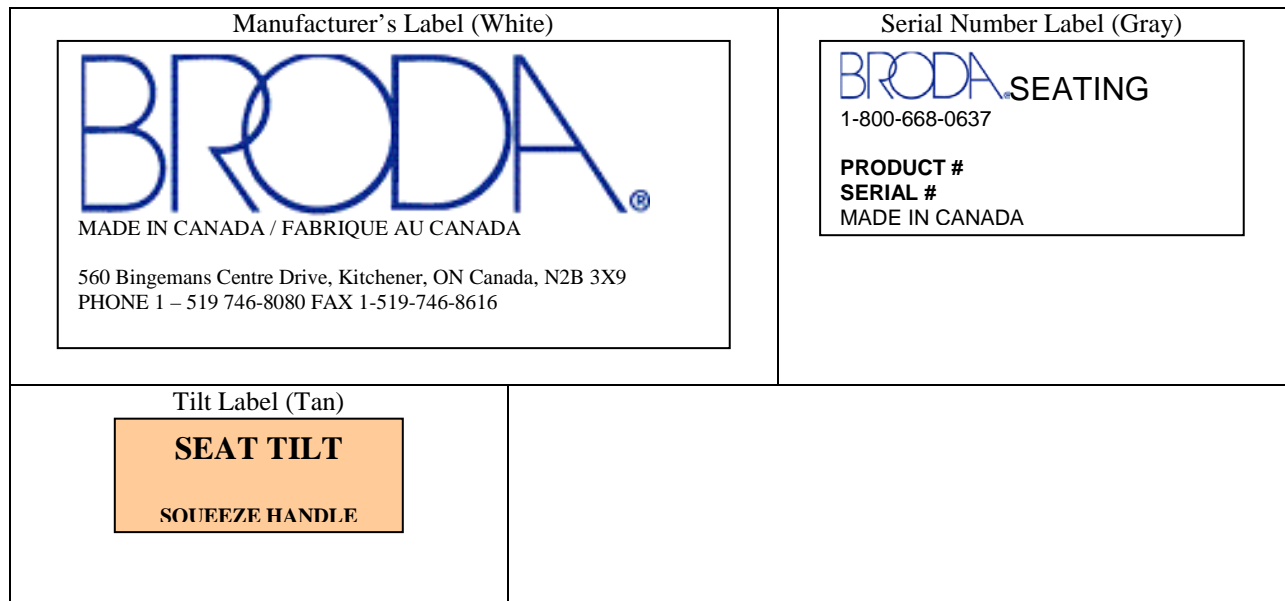 Manufacturer's Label (White)
BRODA®
MADE IN CANADA / FABRIQUE AU CANADA
560 Bingemans Centre Drive, Kitchener, ON Canada, N2B 3X9
PHONE 1 – 519 746-8080 FAX 1-519-746-8616
Serial Number Label (Gray)
BRODA® SEATING
1-800-668-0637
PRODUCT #
SERIAL #
MADE IN CANADA
Tilt Label (Tan)
SEAT TILT
SQUEEZE HANDLE